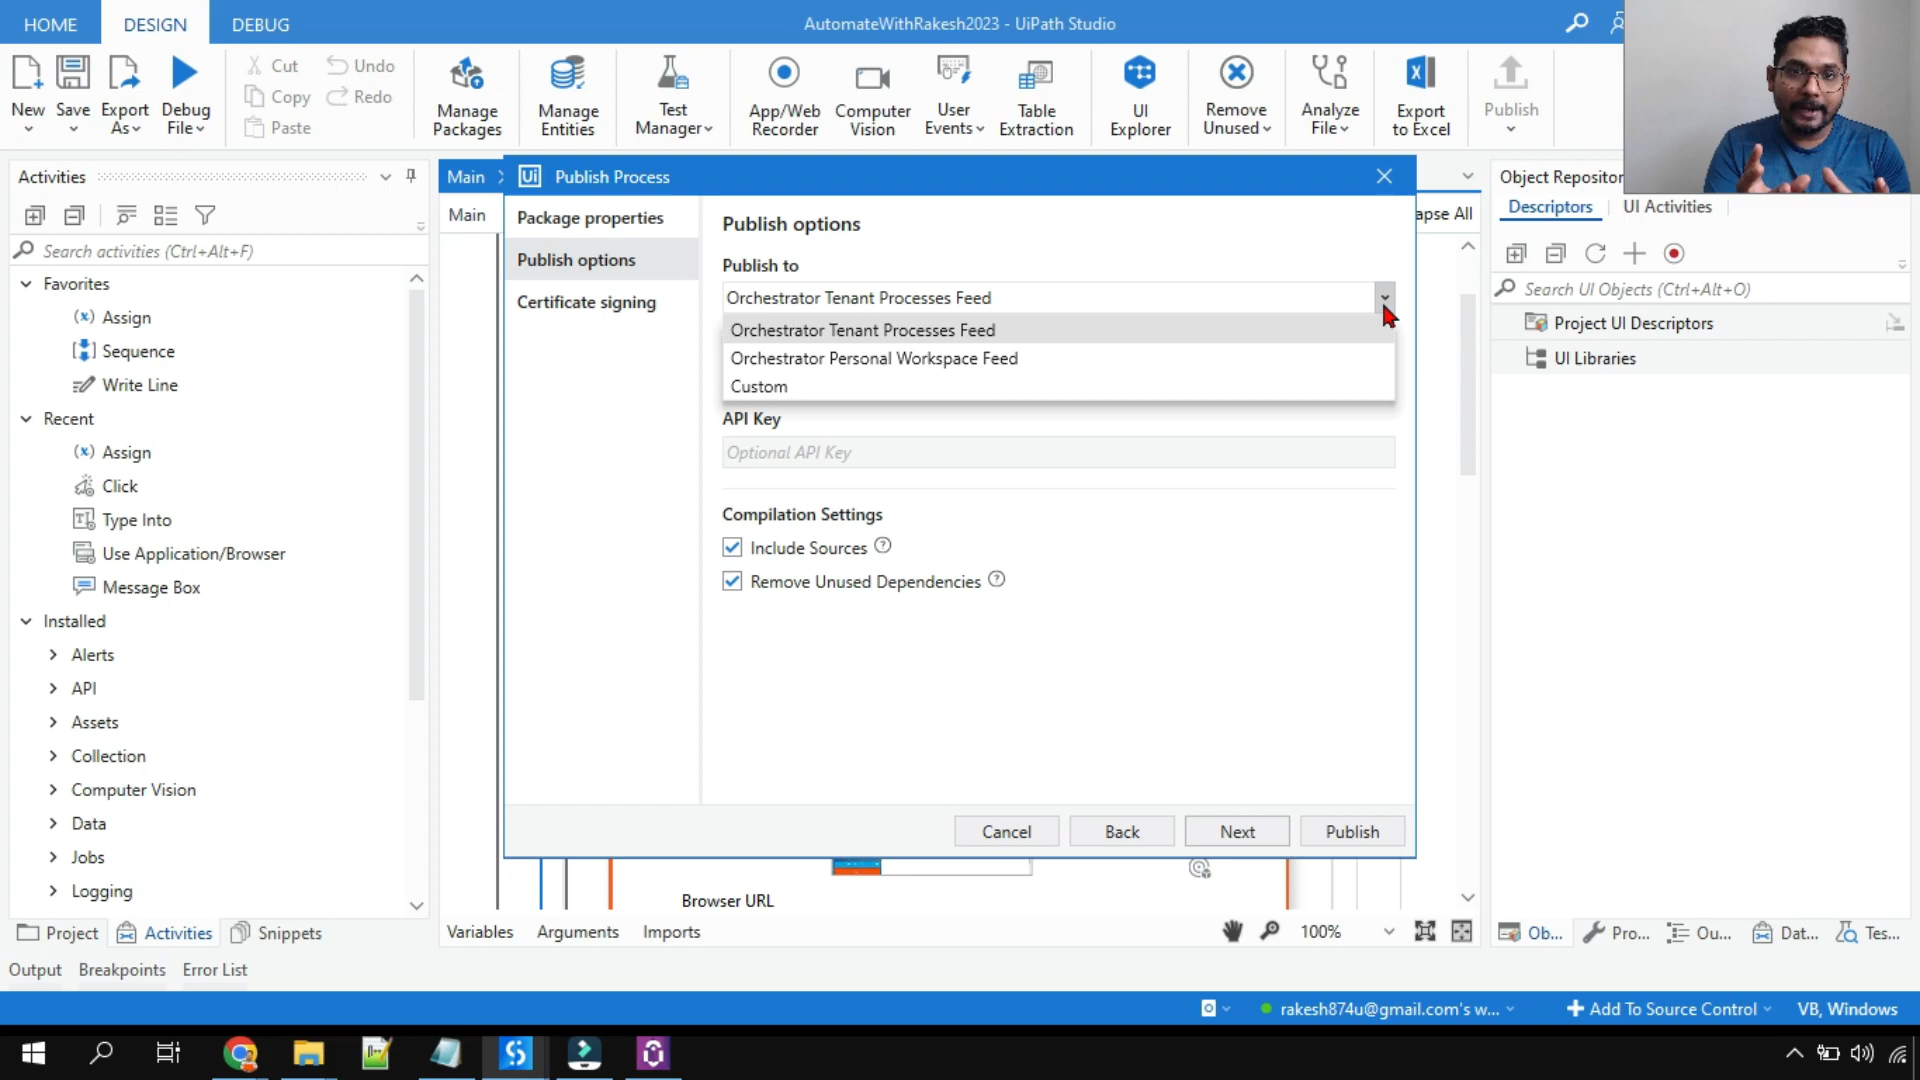 HOME DESIGN DEBUG
AutomateWithRakesh2023 - UiPath Studio
New Save Export As Debug File
Cut Undo
Copy Redo
Paste
Manage Packages
Manage Entities
Test Manager
App/Web Recorder
Computer Vision
User Events
Table Extraction
UI Explorer
Remove Unused
Analyze File
Export to Excel
Publish
Activities
Search activities (Ctrl+Alt+F)
Favorites
Assign
Sequence
Write Line
Recent
Assign
Click
Type Into
Use Application/Browser
Message Box
Installed
Alerts
API
Assets
Collection
Computer Vision
Data
Jobs
Logging
Project Activities Snippets
Main
Main
Ui Publish Process
Package properties
Publish options
Certificate signing
Publish options
Publish to
Orchestrator Tenant Processes Feed
Orchestrator Tenant Processes Feed
Orchestrator Personal Workspace Feed
Custom
API Key
Optional API Key
Compilation Settings
Include Sources
Remove Unused Dependencies
Cancel Back Next Publish
Browser URL
Variables Arguments Imports
100%
apse All
Object Repositor
Descriptors UI Activities
Search UI Objects (Ctrl+Alt+O)
Project UI Descriptors
UI Libraries
Ob... Pro... Ou... Dat... Tes...
Output Breakpoints Error List
rakesh874u@gmail.com's w... Add To Source Control VB, Windows